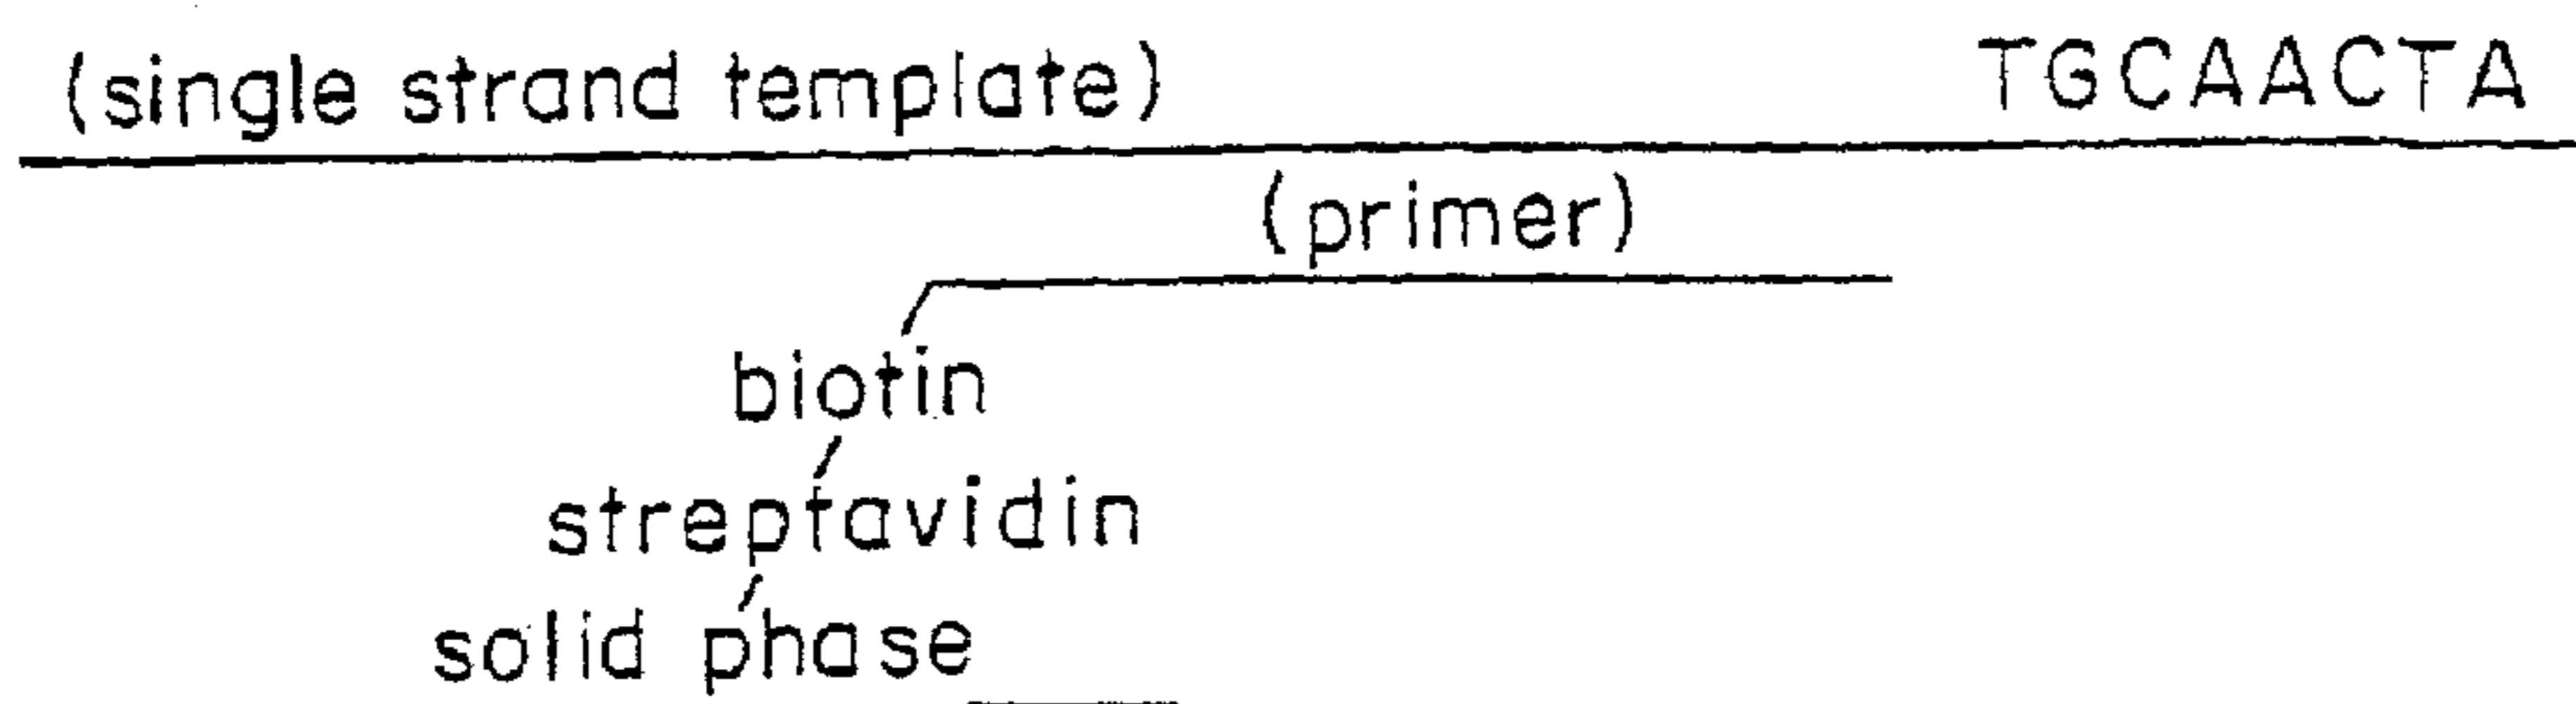 (single strand template) TGCAACTA
(primer)
biotin
streptavidin
solid phase